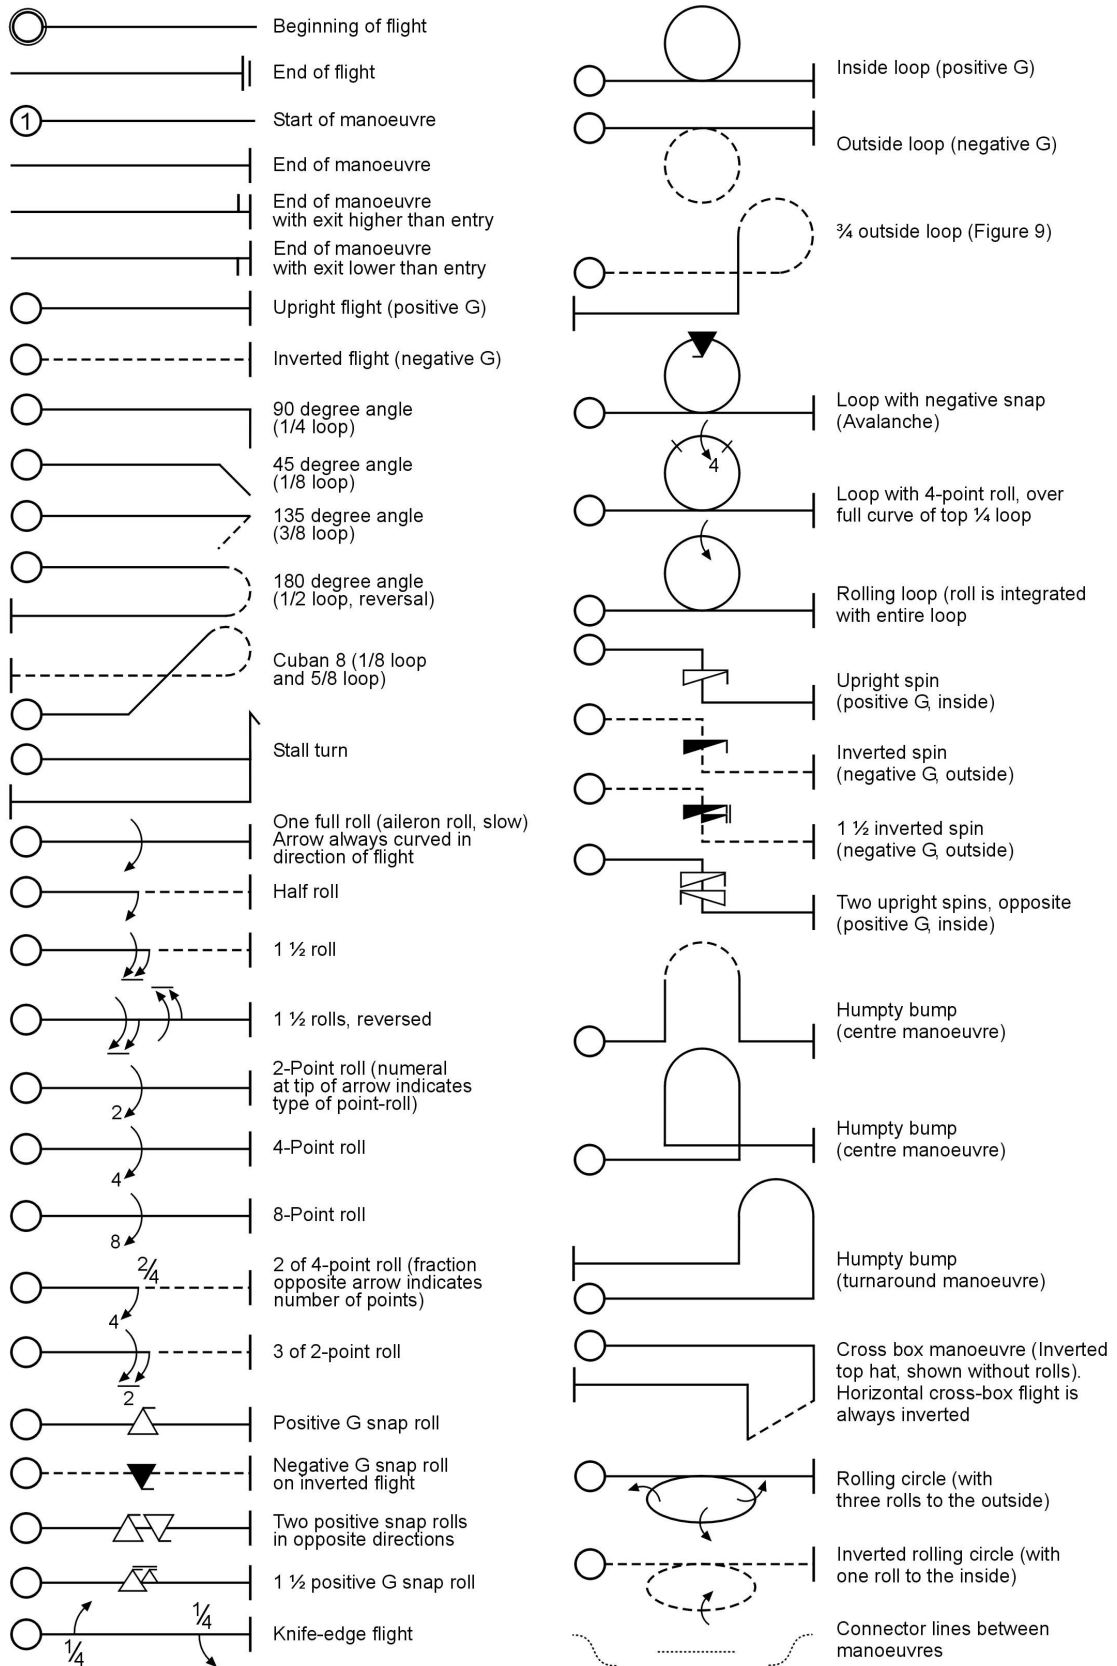 Beginning of flight
End of flight
1
Start of manoeuvre
End of manoeuvre
End of manoeuvre
with exit higher than entry
End of manoeuvre
with exit lower than entry
Upright flight (positive G)
Inverted flight (negative G)
90 degree angle
(1/4 loop)
45 degree angle
(1/8 loop)
135 degree angle
(3/8 loop)
180 degree angle
(1/2 loop, reversal)
Cuban 8 (1/8 loop
and 5/8 loop)
Stall turn
One full roll (aileron roll, slow)
Arrow always curved in
direction of flight
Half roll
1 ½ roll
1 ½ rolls, reversed
2-Point roll (numeral
at tip of arrow indicates
type of point-roll)
2
4-Point roll
4
8-Point roll
8
2/4
2 of 4-point roll (fraction
opposite arrow indicates
number of points)
4
3 of 2-point roll
2
Positive G snap roll
Negative G snap roll
on inverted flight
Two positive snap rolls
in opposite directions
1 ½ positive G snap roll
¼
¼
Knife-edge flight
Inside loop (positive G)
Outside loop (negative G)
¾ outside loop (Figure 9)
Loop with negative snap
(Avalanche)
4
Loop with 4-point roll, over
full curve of top ¼ loop
Rolling loop (roll is integrated
with entire loop
Upright spin
(positive G, inside)
Inverted spin
(negative G, outside)
1 ½ inverted spin
(negative G, outside)
Two upright spins, opposite
(positive G, inside)
Humpty bump
(centre manoeuvre)
Humpty bump
(centre manoeuvre)
Humpty bump
(turnaround manoeuvre)
Cross box manoeuvre (Inverted
top hat, shown without rolls).
Horizontal cross-box flight is
always inverted
Rolling circle (with
three rolls to the outside)
Inverted rolling circle (with
one roll to the inside)
Connector lines between
manoeuvres